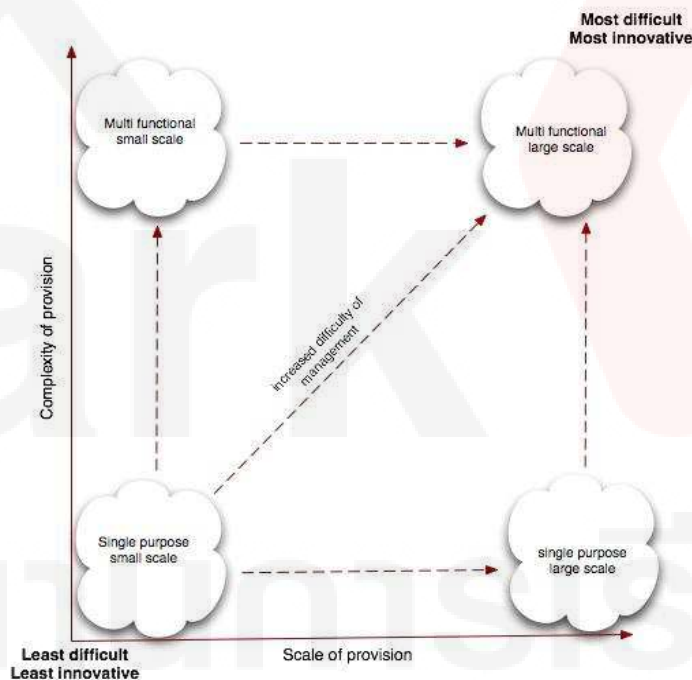 Most difficult
Most innovative
Multi functional
small scale
Multi functional
large scale
Complexity of provision
increased difficulty of
management
Single purpose
small scale
single purpose
large scale
Least difficult
Least innovative
Scale of provision